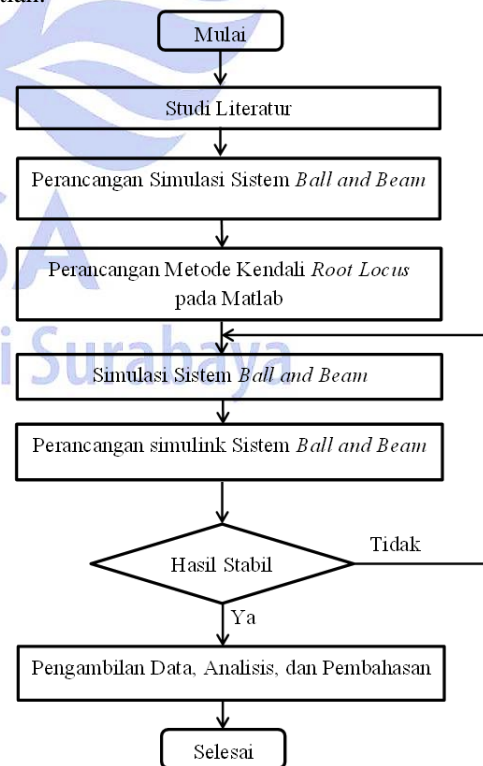 Mulai
Studi Literatur
Perancangan Simulasi Sistem Ball and Beam
Perancangan Metode Kendali Root Locus
pada Matlab
Simulasi Sistem Ball and Beam
Perancangan simulink Sistem Ball and Beam
Hasil Stabil
Tidak
Ya
Pengambilan Data, Analisis, dan Pembahasan
Selesai
Surabaya